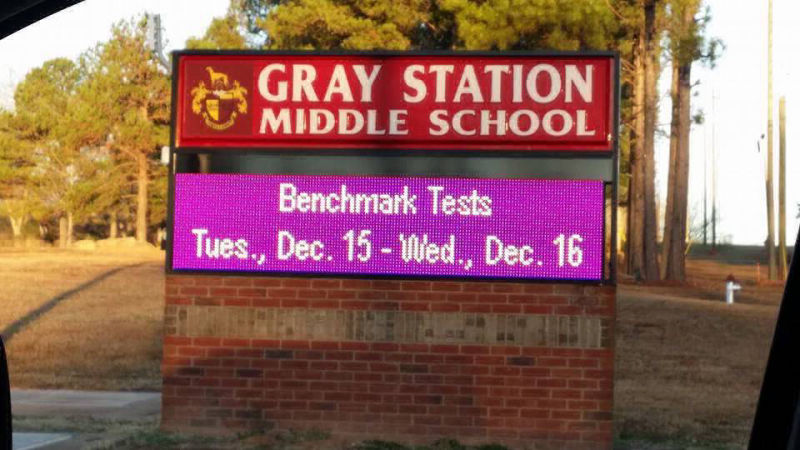 GRAY STATION
MIDDLE SCHOOL
Benchmark Tests
Tues., Dec. 15 - Wed., Dec. 16